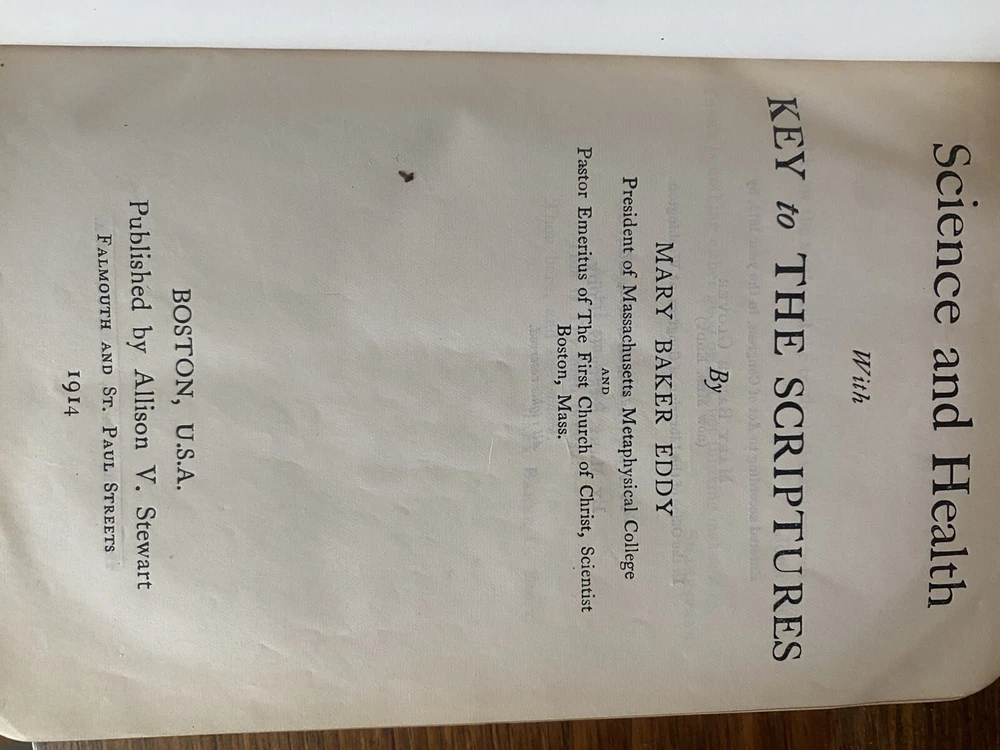 Science and Health
With
KEY to THE SCRIPTURES
By
MARY BAKER EDDY
President of Massachusetts Metaphysical College
AND
Pastor Emeritus of The First Church of Christ, Scientist
Boston, Mass.
BOSTON, U.S.A.
Published by Allison V. Stewart
FALMOUTH AND ST. PAUL STREETS
1914